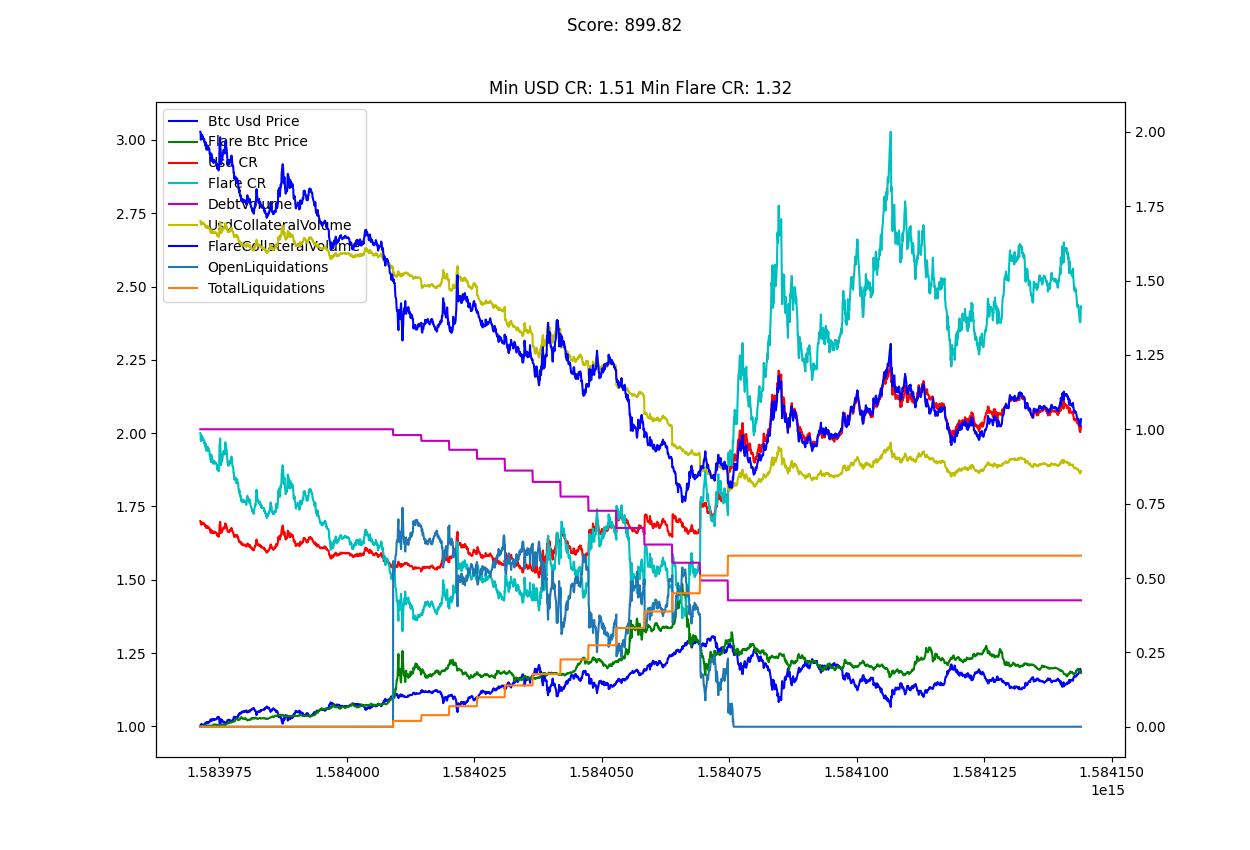 Score: 899.82
Min USD CR: 1.51 Min Flare CR: 1.32
Btc Usd Price
Flare Btc Price
Usd CR
Flare CR
DebtVolume
UsdCollateralVolume
FlareCollateralVolume
OpenLiquidations
TotalLiquidations
3.00
2.75
2.50
2.25
2.00
1.75
1.50
1.25
1.00
2.00
1.75
1.50
1.25
1.00
0.75
0.50
0.25
0.00
1.583975 1.584000 1.584025 1.584050 1.584075 1.584100 1.584125 1.584150
1e15